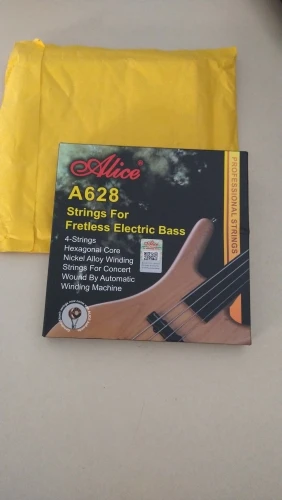 Alice®
A628
Strings For
Fretless Electric Bass
4-Strings
Hexagonal Core
Nickel Alloy Winding
Strings For Concert
Wound By Automatic
Winding Machine
PROFESSIONAL STRINGS